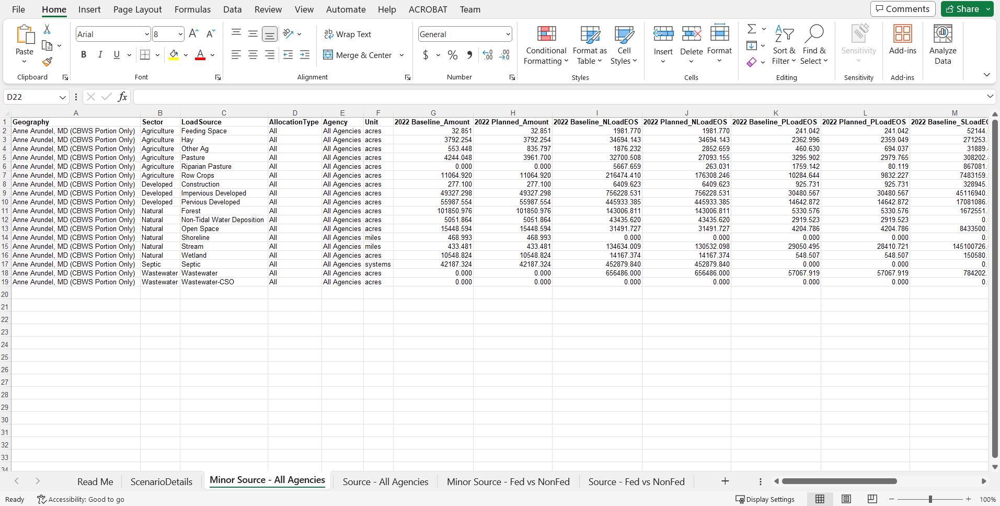 File Home Insert Page Layout Formulas Data Review View Automate Help ACROBAT Team Comments Share
Paste Arial 8 Wrap Text General Conditional Formatting Format as Table Cell Styles Insert Delete Format Sort & Filter Find & Select Sensitivity Add-ins Analyze Data
B I U Merge & Center $ %
Clipboard Font Alignment Number Styles Cells Editing Sensitivity Add-ins
D22 fx
A B C D E F G H I J K L M
1 Geography Sector LoadSource AllocationType Agency Unit 2022 Baseline_Amount 2022 Planned_Amount 2022 Baseline_NLoadEOS 2022 Planned_NLoadEOS 2022 Baseline_PLoadEOS 2022 Planned_PLoadEOS 2022 Baseline_SLoadEO
2 Anne Arundel, MD (CBWS Portion Only) Agriculture Feeding Space All All Agencies acres 32.851 32.851 1981.770 1981.770 241.042 241.042 52144.
3 Anne Arundel, MD (CBWS Portion Only) Agriculture Hay All All Agencies acres 3792.254 3792.254 34694.143 34694.143 2362.996 2359.049 271253.
4 Anne Arundel, MD (CBWS Portion Only) Agriculture Other Ag All All Agencies acres 553.448 835.797 1876.232 2852.659 460.630 694.037 31889.
5 Anne Arundel, MD (CBWS Portion Only) Agriculture Pasture All All Agencies acres 4244.048 3961.700 32700.508 27093.155 3295.902 2979.765 308202.
6 Anne Arundel, MD (CBWS Portion Only) Agriculture Riparian Pasture All All Agencies acres 0.000 0.000 5667.659 263.031 1759.142 80.119 867081.
7 Anne Arundel, MD (CBWS Portion Only) Agriculture Row Crops All All Agencies acres 11064.920 11064.920 216474.410 176308.246 10284.644 9832.227 7483159.
8 Anne Arundel, MD (CBWS Portion Only) Developed Construction All All Agencies acres 277.100 277.100 6409.623 6409.623 925.731 925.731 328945.
9 Anne Arundel, MD (CBWS Portion Only) Developed Impervious Developed All All Agencies acres 49327.298 49327.298 756228.531 756228.531 30480.567 30480.567 45116940.
10 Anne Arundel, MD (CBWS Portion Only) Developed Pervious Developed All All Agencies acres 55987.554 55987.554 445933.385 445933.385 14642.872 14642.872 17081086.
11 Anne Arundel, MD (CBWS Portion Only) Natural Forest All All Agencies acres 101850.976 101850.976 143006.811 143006.811 5330.576 5330.576 1672551.
12 Anne Arundel, MD (CBWS Portion Only) Natural Non-Tidal Water Deposition All All Agencies acres 5051.864 5051.864 43435.620 43435.620 2919.523 2919.523 0.
13 Anne Arundel, MD (CBWS Portion Only) Natural Open Space All All Agencies acres 15448.594 15448.594 31491.727 31491.727 4204.786 4204.786 8433500.
14 Anne Arundel, MD (CBWS Portion Only) Natural Shoreline All All Agencies miles 468.993 468.993 0.000 0.000 0.000 0.000 0.
15 Anne Arundel, MD (CBWS Portion Only) Natural Stream All All Agencies miles 433.481 433.481 134634.009 130532.098 29050.495 28410.721 145100726.
16 Anne Arundel, MD (CBWS Portion Only) Natural Wetland All All Agencies acres 10548.824 10548.824 14167.374 14167.374 548.507 548.507 150580.
17 Anne Arundel, MD (CBWS Portion Only) Septic Septic All All Agencies systems 42187.324 42187.324 452879.840 452879.840 0.000 0.000 0.
18 Anne Arundel, MD (CBWS Portion Only) Wastewater Wastewater All All Agencies acres 0.000 0.000 656486.000 656486.000 57067.919 57067.919 784202.
19 Anne Arundel, MD (CBWS Portion Only) Wastewater Wastewater-CSO All All Agencies acres 0.000 0.000 0.000 0.000 0.000 0.000 0.
20
21
22
23
24
25
26
27
28
29
30
31
32
33
34
Read Me ScenarioDetails Minor Source - All Agencies Source - All Agencies Minor Source - Fed vs NonFed Source - Fed vs NonFed
Ready Accessibility: Good to go Display Settings 100%